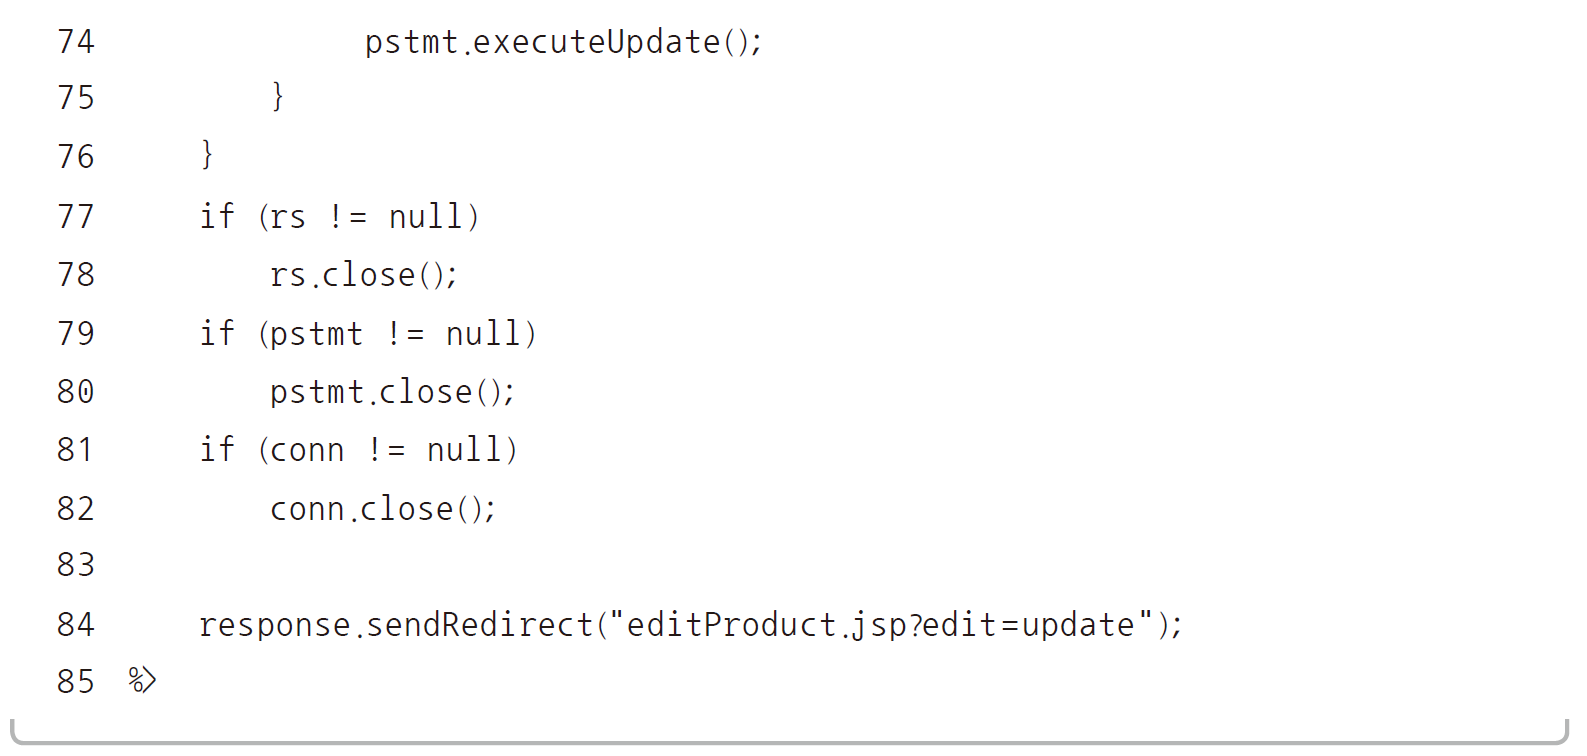 74 pstmt.executeUpdate();
75 }
76 }
77 if (rs != null)
78 rs.close();
79 if (pstmt != null)
80 pstmt.close();
81 if (conn != null)
82 conn.close();
83
84 response.sendRedirect("editProduct.jsp?edit=update");
85 %>